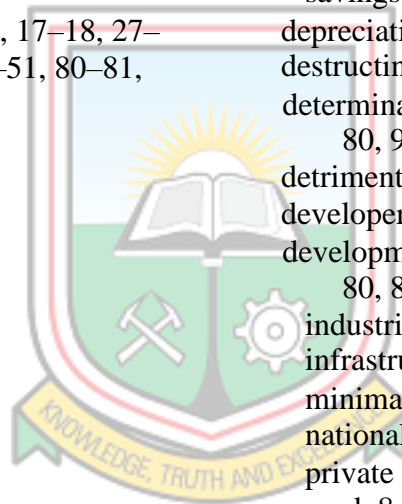 , 17–18, 27–
–51, 80–81,
savings
depreciati
destructin
determina
80, 9
detriment
developer
developm
80, 8
industri
infrastru
minima
national
private
KNOWLEDGE, TRUTH AND EXCELLENCE